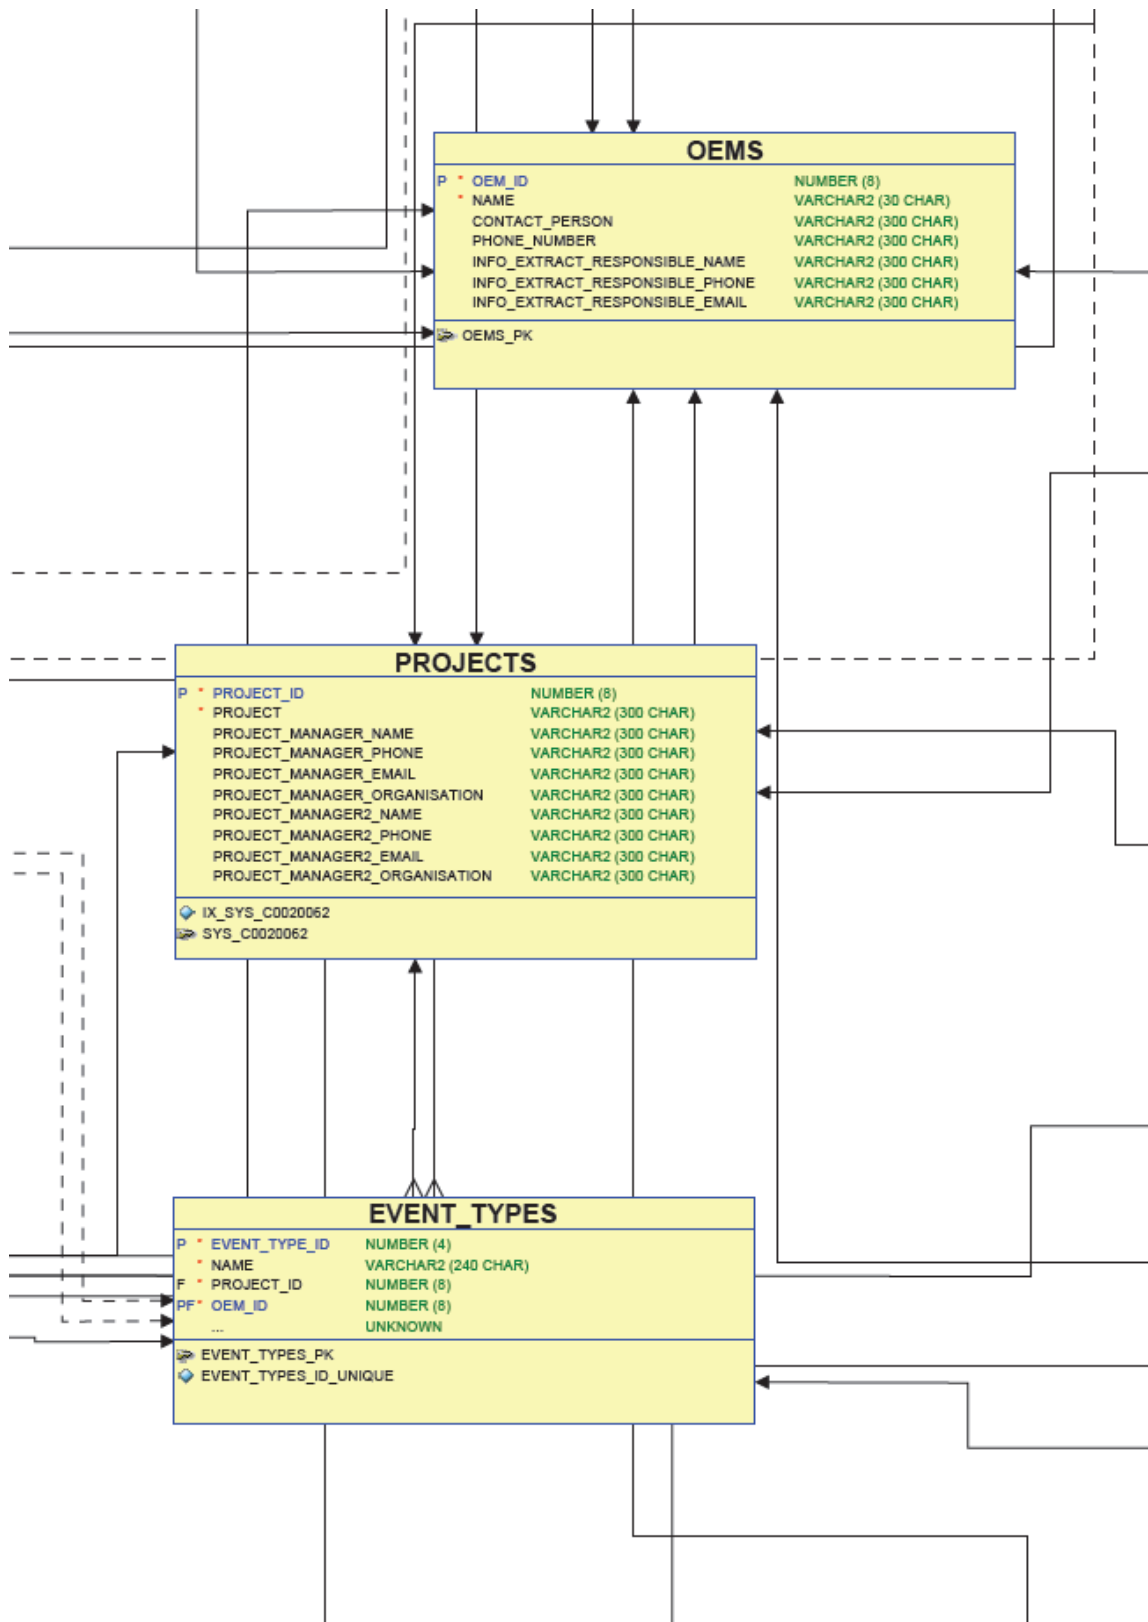 OEMS
P * OEM_ID NUMBER (8)
* NAME VARCHAR2 (30 CHAR)
CONTACT_PERSON VARCHAR2 (300 CHAR)
PHONE_NUMBER VARCHAR2 (300 CHAR)
INFO_EXTRACT_RESPONSIBLE_NAME VARCHAR2 (300 CHAR)
INFO_EXTRACT_RESPONSIBLE_PHONE VARCHAR2 (300 CHAR)
INFO_EXTRACT_RESPONSIBLE_EMAIL VARCHAR2 (300 CHAR)
OEMS_PK
PROJECTS
P * PROJECT_ID NUMBER (8)
* PROJECT VARCHAR2 (300 CHAR)
PROJECT_MANAGER_NAME VARCHAR2 (300 CHAR)
PROJECT_MANAGER_PHONE VARCHAR2 (300 CHAR)
PROJECT_MANAGER_EMAIL VARCHAR2 (300 CHAR)
PROJECT_MANAGER_ORGANISATION VARCHAR2 (300 CHAR)
PROJECT_MANAGER2_NAME VARCHAR2 (300 CHAR)
PROJECT_MANAGER2_PHONE VARCHAR2 (300 CHAR)
PROJECT_MANAGER2_EMAIL VARCHAR2 (300 CHAR)
PROJECT_MANAGER2_ORGANISATION VARCHAR2 (300 CHAR)
IX_SYS_C0020062
SYS_C0020062
EVENT_TYPES
P * EVENT_TYPE_ID NUMBER (4)
* NAME VARCHAR2 (240 CHAR)
F * PROJECT_ID NUMBER (8)
PF* OEM_ID NUMBER (8)
... UNKNOWN
EVENT_TYPES_PK
EVENT_TYPES_ID_UNIQUE